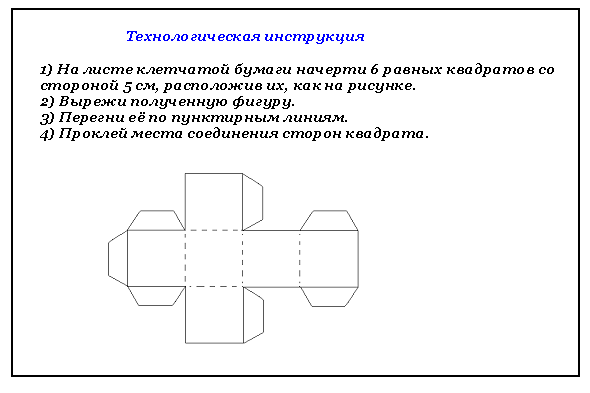 Технологическая инструкция
1) На листе клетчатой бумаги начерти 6 равных квадратов со
стороной 5 см, расположив их, как на рисунке.
2) Вырежи полученную фигуру.
3) Перегни её по пунктирным линиям.
4) Проклей места соединения сторон квадрата.